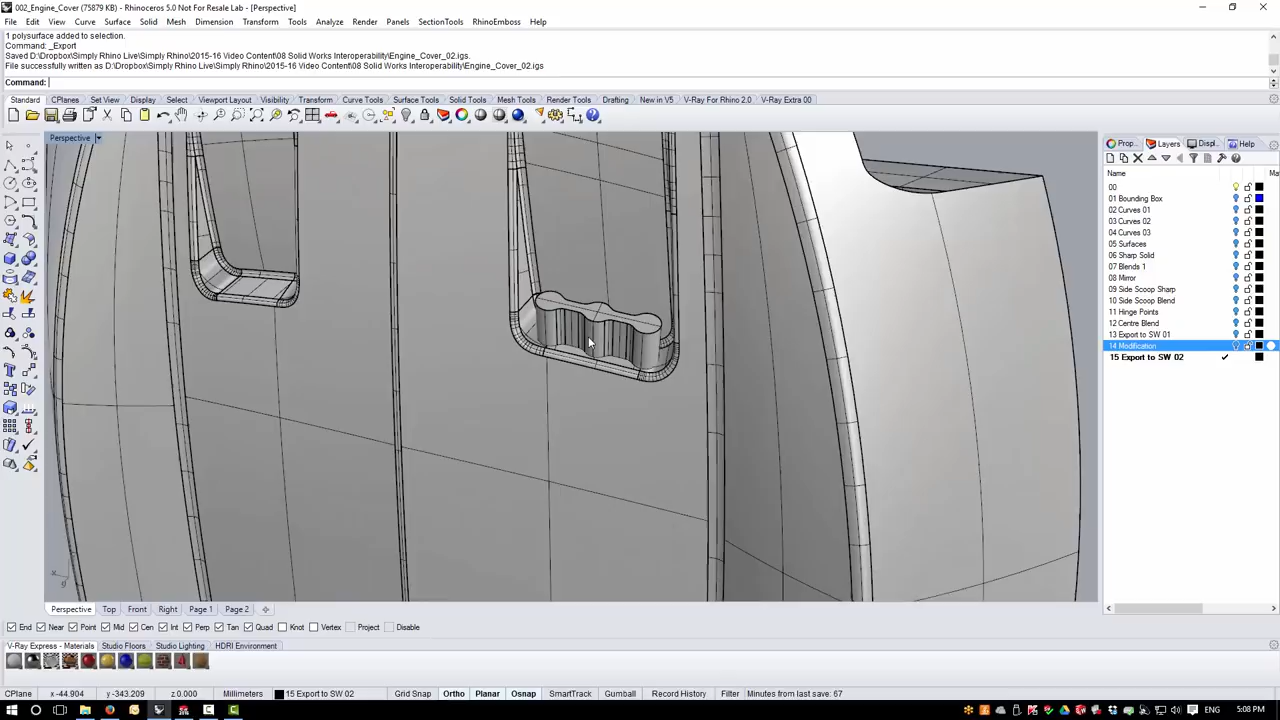 002_Engine_Cover (75879 KB) - Rhinoceros 5.0 Not For Resale Lab - [Perspective]
File Edit View Curve Surface Solid Mesh Dimension Transform Tools Analyze Render Panels SectionTools RhinoEmboss Help
1 polysurface added to selection.
Command: _Export
Saved D:\Dropbox\Simply Rhino Live\Simply Rhino\2015-16 Video Content\08 Solid Works Interoperability\Engine_Cover_02.igs.
File successfully written as D:\Dropbox\Simply Rhino Live\Simply Rhino\2015-16 Video Content\08 Solid Works Interoperability\Engine_Cover_02.igs
Command:
Standard CPlanes Set View Display Select Viewport Layout Visibility Transform Curve Tools Surface Tools Solid Tools Mesh Tools Render Tools Drafting New in V5 V-Ray For Rhino 2.0 V-Ray Extra 00
Perspective
Prop... Layers Displ... Help
Name Ma
00
01 Bounding Box
02 Curves 01
03 Curves 02
04 Curves 03
05 Surfaces
06 Sharp Solid
07 Blends 1
08 Mirror
09 Side Scoop Sharp
10 Side Scoop Blend
11 Hinge Points
12 Centre Blend
13 Export to SW 01
14 Modification
15 Export to SW 02
Perspective Top Front Right Page 1 Page 2
End Near Point Mid Cen Int Perp Tan Quad Knot Vertex Project Disable
V-Ray Express - Materials Studio Floors Studio Lighting HDRI Environment
CPlane x -44.904 y -343.209 z 0.000 Millimeters 15 Export to SW 02 Grid Snap Ortho Planar Osnap SmartTrack Gumball Record History Filter Minutes from last save: 67
ENG 5:08 PM